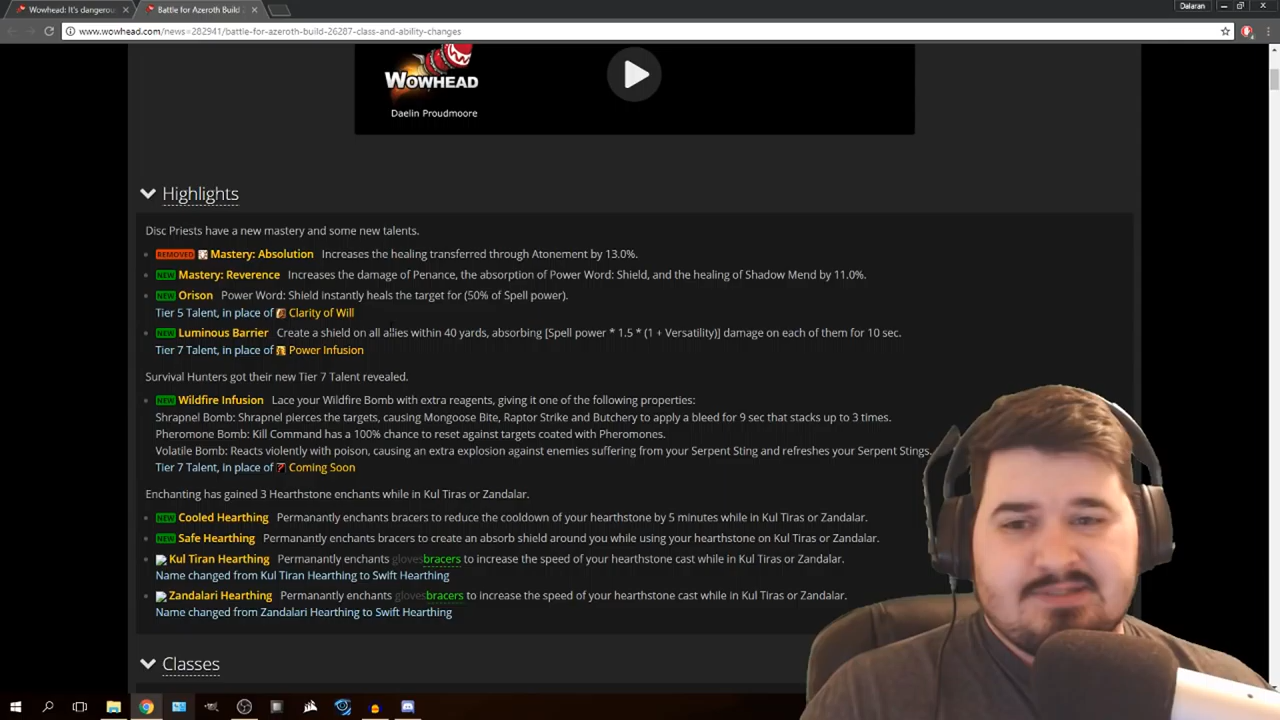 Wowhead: It's dangerou
Battle for Azeroth Build
Dalaran
www.wowhead.com/news=282941/battle-for-azeroth-build-26287-class-and-ability-changes
WOWHEAD
Daelin Proudmoore
Highlights
Disc Priests have a new mastery and some new talents.
REMOVED Mastery: Absolution Increases the healing transferred through Atonement by 13.0%.
NEW Mastery: Reverence Increases the damage of Penance, the absorption of Power Word: Shield, and the healing of Shadow Mend by 11.0%.
NEW Orison Power Word: Shield instantly heals the target for (50% of Spell power).
Tier 5 Talent, in place of Clarity of Will
NEW Luminous Barrier Create a shield on all allies within 40 yards, absorbing [Spell power * 1.5 * (1 + Versatility)] damage on each of them for 10 sec.
Tier 7 Talent, in place of Power Infusion
Survival Hunters got their new Tier 7 Talent revealed.
NEW Wildfire Infusion Lace your Wildfire Bomb with extra reagents, giving it one of the following properties:
Shrapnel Bomb: Shrapnel pierces the targets, causing Mongoose Bite, Raptor Strike and Butchery to apply a bleed for 9 sec that stacks up to 3 times.
Pheromone Bomb: Kill Command has a 100% chance to reset against targets coated with Pheromones.
Volatile Bomb: Reacts violently with poison, causing an extra explosion against enemies suffering from your Serpent Sting and refreshes your Serpent Stings.
Tier 7 Talent, in place of Coming Soon
Enchanting has gained 3 Hearthstone enchants while in Kul Tiras or Zandalar.
NEW Cooled Hearthing Permanantly enchants bracers to reduce the cooldown of your hearthstone by 5 minutes while in Kul Tiras or Zandalar.
NEW Safe Hearthing Permanantly enchants bracers to create an absorb shield around you while using your hearthstone on Kul Tiras or Zandalar.
Kul Tiran Hearthing Permanantly enchants glovesbracers to increase the speed of your hearthstone cast while in Kul Tiras or Zandalar.
Name changed from Kul Tiran Hearthing to Swift Hearthing
Zandalari Hearthing Permanantly enchants glovesbracers to increase the speed of your hearthstone cast while in Kul Tiras or Zandalar.
Name changed from Zandalari Hearthing to Swift Hearthing
Classes